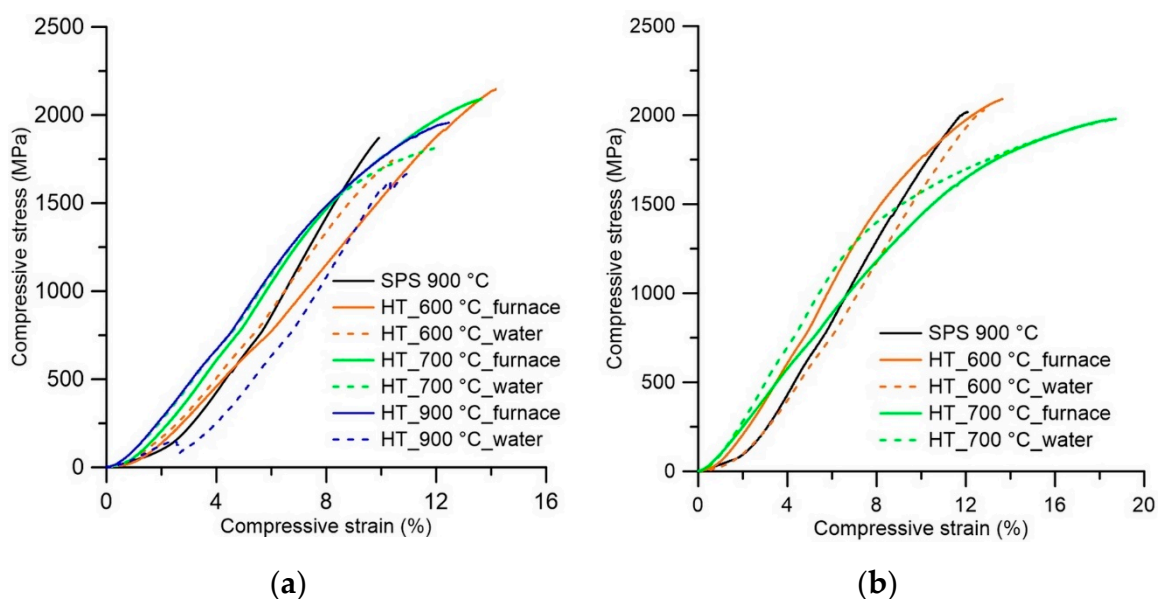 2500
2000
1500
1000
500
0
Compressive stress (MPa)
SPS 900 °C
HT_600 °C_furnace
HT_600 °C_water
HT_700 °C_furnace
HT_700 °C_water
HT_900 °C_furnace
HT_900 °C_water
0 4 8 12 16
Compressive strain (%)
(a)
2500
2000
1500
1000
500
0
Compressive stress (MPa)
SPS 900 °C
HT_600 °C_furnace
HT_600 °C_water
HT_700 °C_furnace
HT_700 °C_water
0 4 8 12 16 20
Compressive strain (%)
(b)